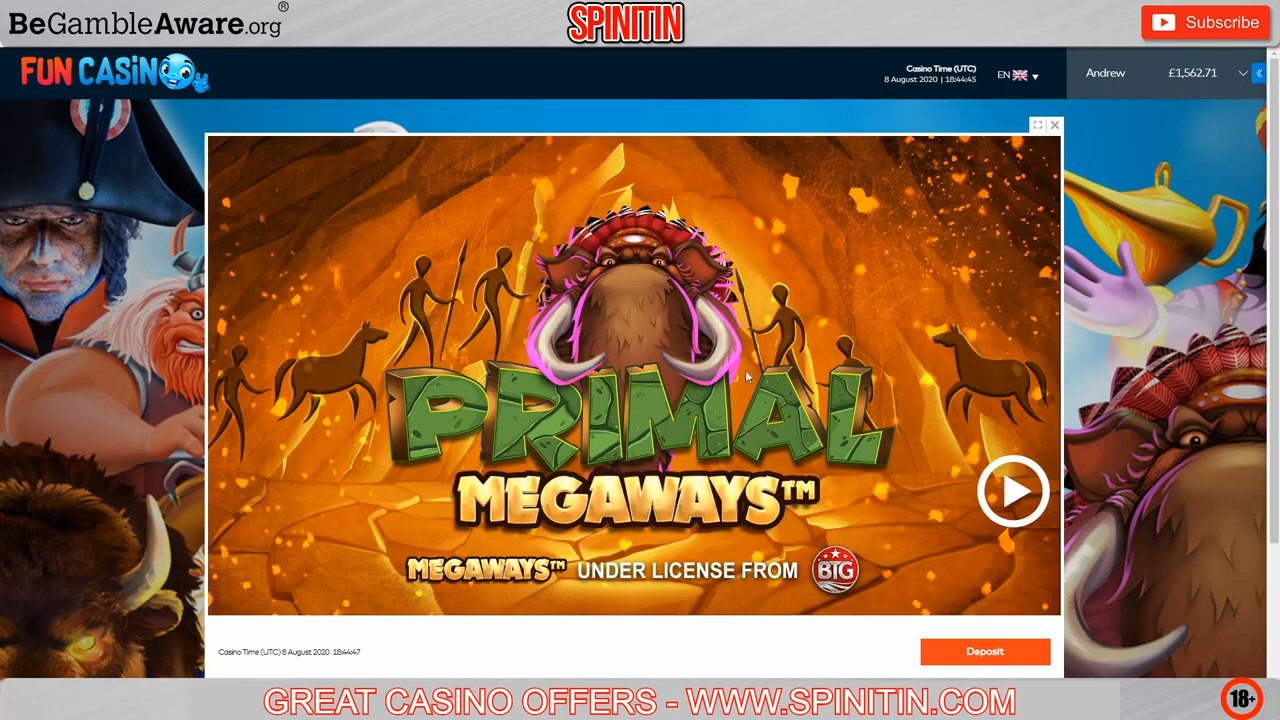 BeGambleAware.org®
SPINITIN
Subscribe
FUN CASINO
Casino Time (UTC)
8 August 2020 | 18:44:45
EN
Andrew
£1,562.71
PRIMAL
MEGAWAYS™
MEGAWAYS™ UNDER LICENSE FROM BTG
Casino Time (UTC) 8 August 2020 18:44:47
Deposit
GREAT CASINO OFFERS - WWW.SPINITIN.COM
18+